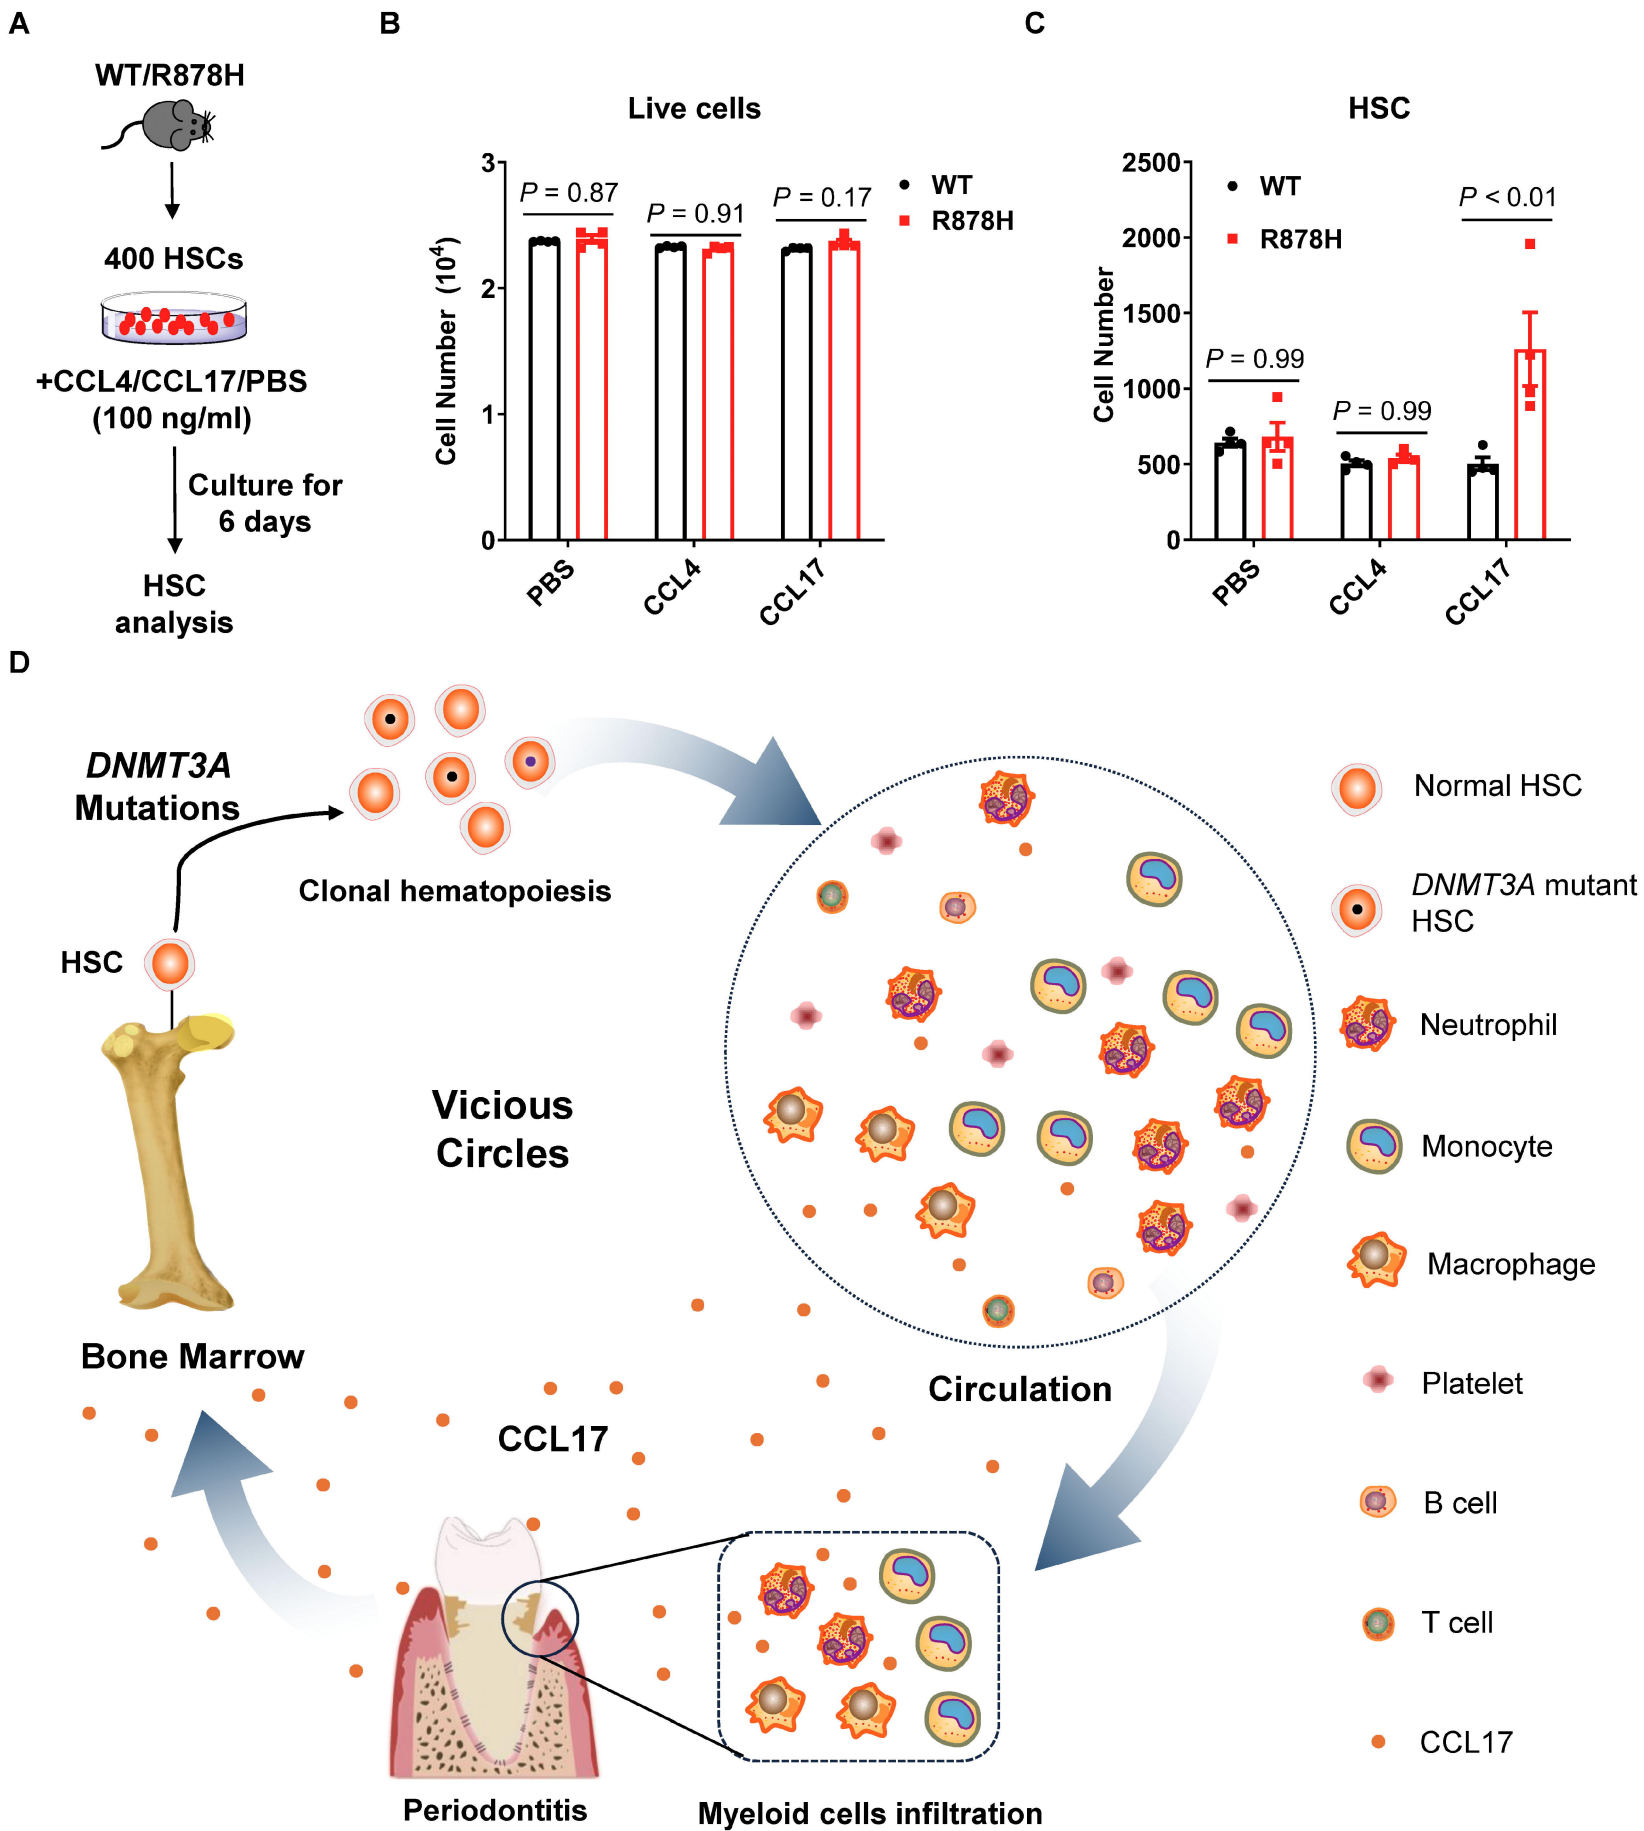 A
WT/R878H
400 HSCs
+CCL4/CCL17/PBS
(100 ng/ml)
Culture for
6 days
HSC
analysis
B
Live cells
Cell Number (10⁴)
3
2
1
0
P = 0.87
P = 0.91
P = 0.17
WT
R878H
PBS
CCL4
CCL17
C
HSC
Cell Number
2500
2000
1500
1000
500
0
WT
R878H
P = 0.99
P = 0.99
P < 0.01
PBS
CCL4
CCL17
D
DNMT3A
Mutations
Clonal hematopoiesis
HSC
Vicious
Circles
Bone Marrow
Circulation
CCL17
Periodontitis
Myeloid cells infiltration
Normal HSC
DNMT3A mutant
HSC
Neutrophil
Monocyte
Macrophage
Platelet
B cell
T cell
CCL17